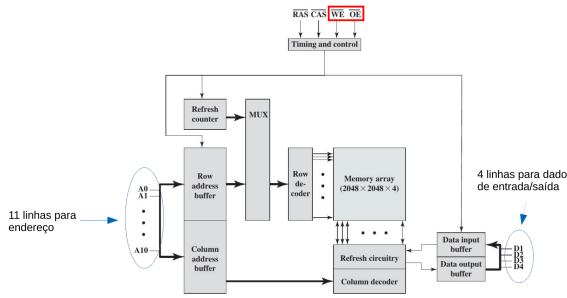 RAS CAS WE OE
Timing and control
Refresh
counter
MUX
Row
address
buffer
Row
de-
coder
Memory array
(2048 × 2048 × 4)
4 linhas para dado
de entrada/saída
11 linhas para
endereço
A0
A1
A10
Column
address
buffer
Refresh circuitry
Column decoder
Data input
buffer
Data output
buffer
D1
D2
D3
D4